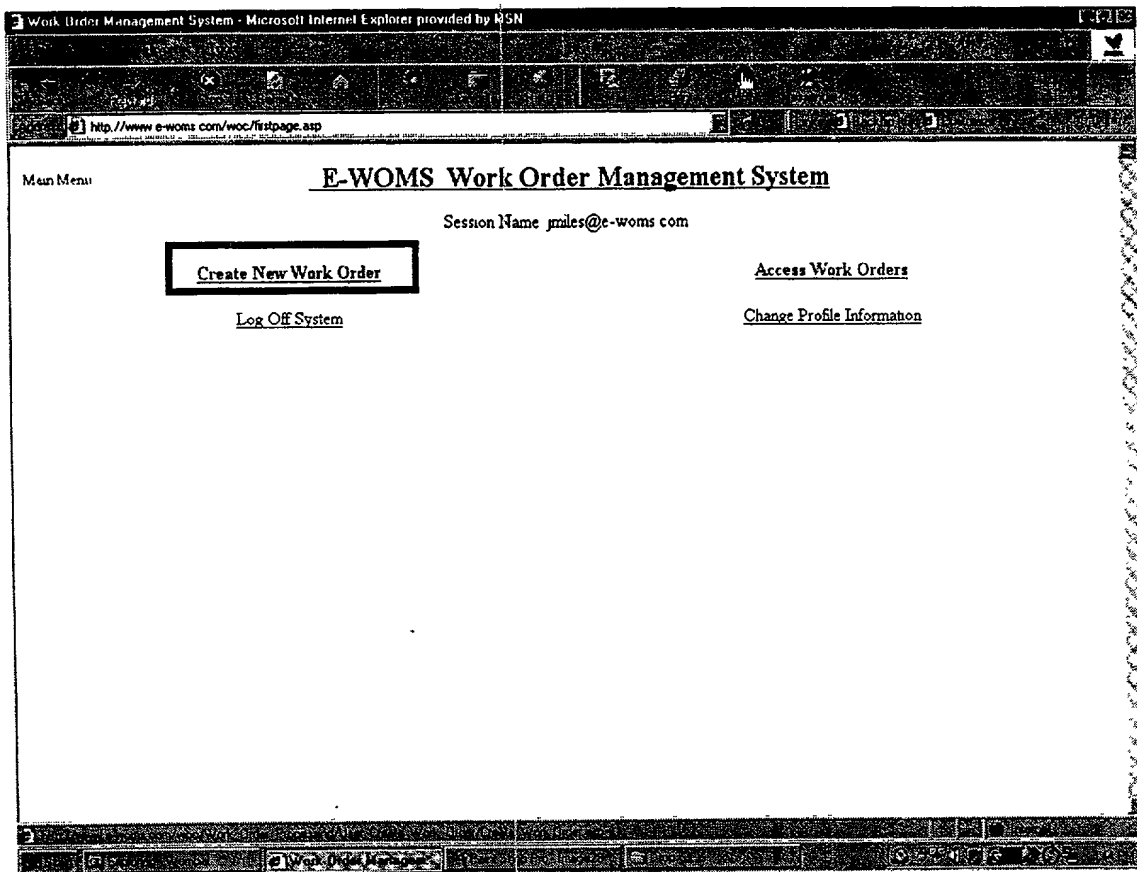 Work Order Management System - Microsoft Internet Explorer provided by MSN
http://www e-woms com/woc/firstpage.asp
Main Menu
E-WOMS Work Order Management System
Session Name jmiles@e-woms com
Create New Work Order
Access Work Orders
Log Off System
Change Profile Information